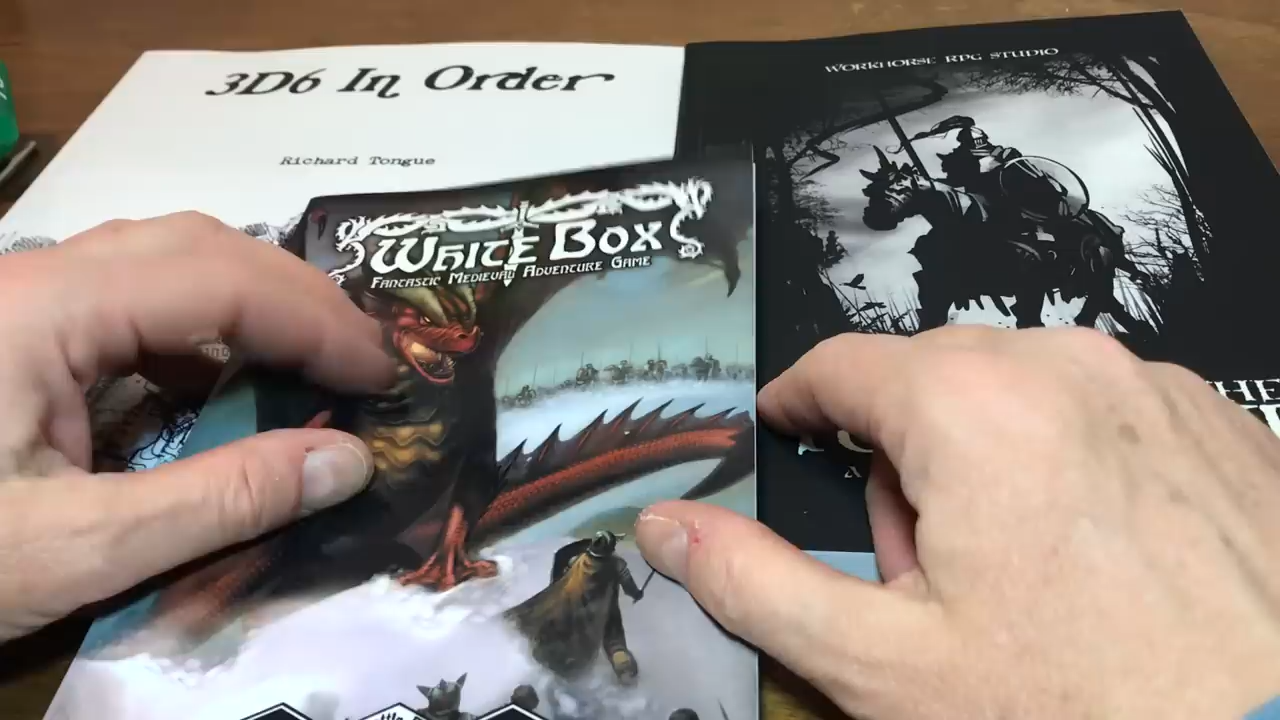 3D6 In Order
Richard Tongue
WORKHORSE RPG STUDIO
WHITE BOX
FANTASTIC MEDIEVAL ADVENTURE GAME